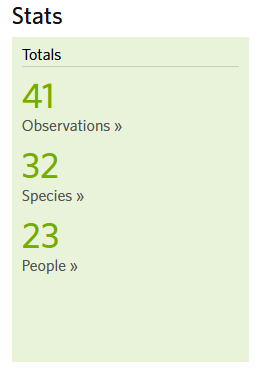 Stats
Totals
41
Observations »
32
Species »
23
People »